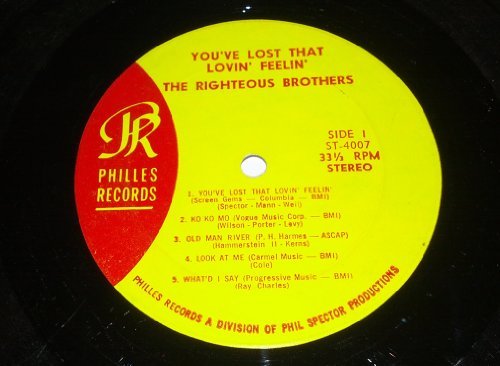 YOU'VE LOST THAT
LOVIN' FEELIN'
THE RIGHTEOUS BROTHERS
PR
PHILLES
RECORDS
SIDE 1
ST-4007
33⅓ RPM
STEREO
1. YOU'VE LOST THAT LOVIN' FEELIN'
(Screen Gems — Columbia — BMI)
(Spector - Mann - Weil)
2. KO KO MO (Vogue Music Corp. — BMI)
(Wilson - Porter - Levy)
3. OLD MAN RIVER (P. H. Harmes — ASCAP)
(Hammerstein II - Kerns)
4. LOOK AT ME (Carmel Music — BMI)
(Cole)
5. WHAT'D I SAY (Progressive Music — BMI)
(Ray Charles)
PHILLES RECORDS A DIVISION OF PHIL SPECTOR PRODUCTIONS